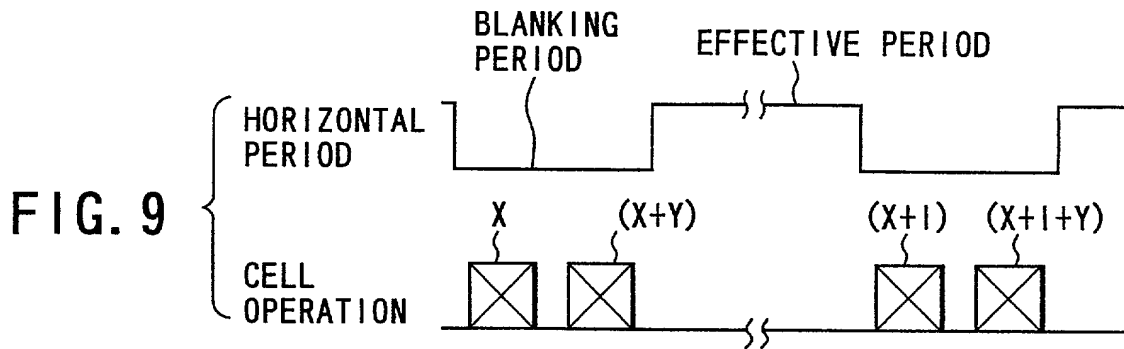 BLANKING
PERIOD
EFFECTIVE PERIOD
HORIZONTAL
PERIOD
FIG. 9
X
(X+Y)
(X+1)
(X+1+Y)
CELL
OPERATION